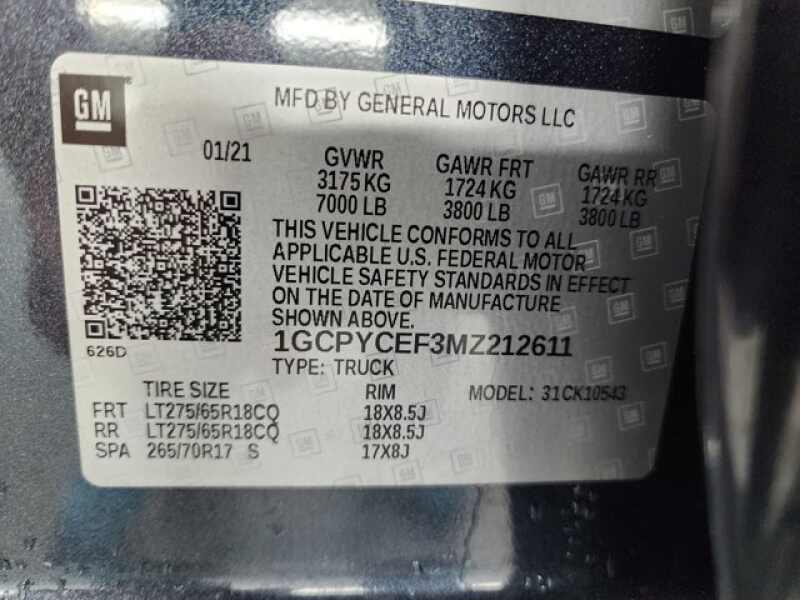 GM
MFD BY GENERAL MOTORS LLC
01/21 GVWR GAWR FRT GAWR RR
3175 KG 1724 KG 1724 KG
7000 LB 3800 LB 3800 LB
THIS VEHICLE CONFORMS TO ALL
APPLICABLE U.S. FEDERAL MOTOR
VEHICLE SAFETY STANDARDS IN EFFECT
ON THE DATE OF MANUFACTURE
SHOWN ABOVE.
626D
1GCPYCEF3MZ212611
TYPE: TRUCK
TIRE SIZE RIM MODEL: 31CK10543
FRT LT275/65R18CQ 18X8.5J
RR LT275/65R18CQ 18X8.5J
SPA 265/70R17 S 17X8J